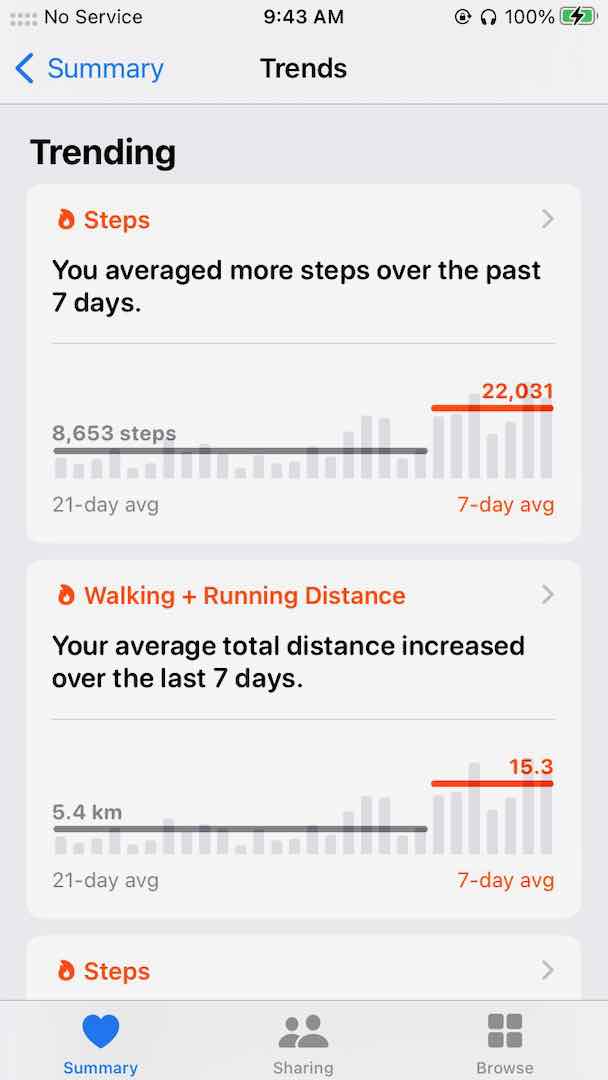 No Service 9:43 AM 100%
Summary Trends
Trending
Steps
You averaged more steps over the past
7 days.
22,031
8,653 steps
21-day avg 7-day avg
Walking + Running Distance
Your average total distance increased
over the last 7 days.
15.3
5.4 km
21-day avg 7-day avg
Steps
Summary Sharing Browse